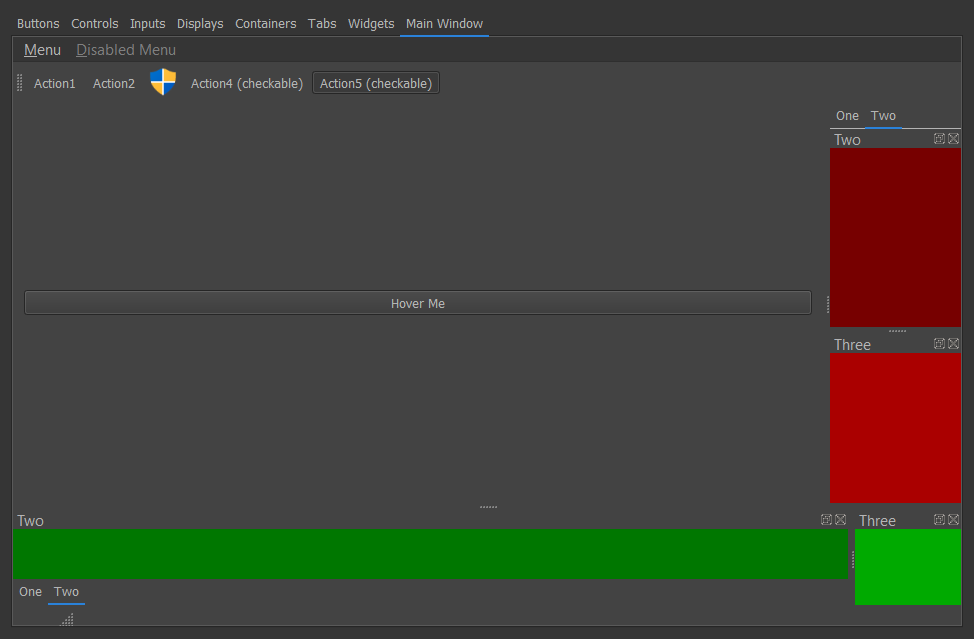 Buttons Controls Inputs Displays Containers Tabs Widgets Main Window
Menu Disabled Menu
Action1 Action2 Action4 (checkable) Action5 (checkable)
One Two
Two
Hover Me
Three
Two
Three
One Two